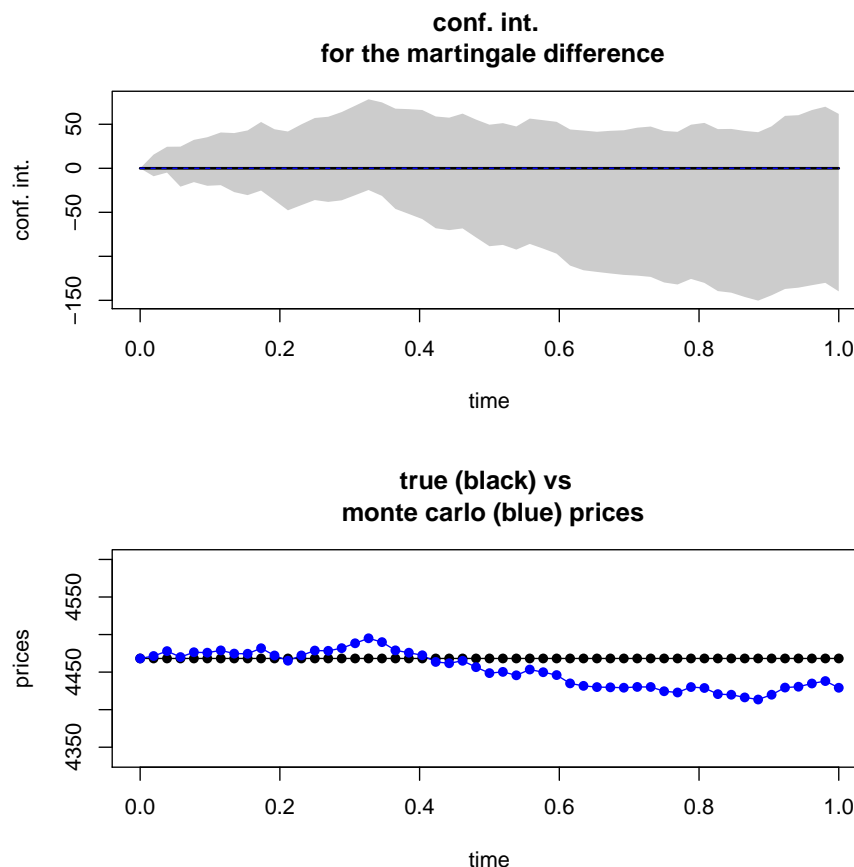 conf. int.
for the martingale difference
conf. int.
50
0
−50
−150
0.0 0.2 0.4 0.6 0.8 1.0
time
true (black) vs
monte carlo (blue) prices
prices
4550
4450
4350
0.0 0.2 0.4 0.6 0.8 1.0
time